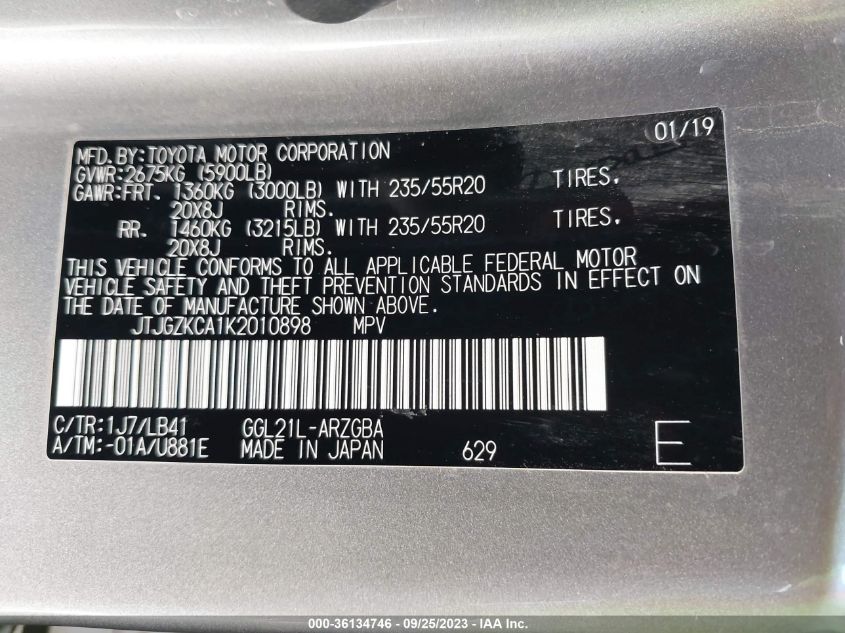 01/19
MFD.BY:TOYOTA MOTOR CORPORATION
GVWR:2675KG (5900LB)
GAWR:FRT. 1360KG (3000LB) WITH 235/55R20 TIRES,
20X8J RIMS.
RR. 1460KG (3215LB) WITH 235/55R20 TIRES,
20X8J RIMS.
THIS VEHICLE CONFORMS TO ALL APPLICABLE FEDERAL MOTOR
VEHICLE SAFETY AND THEFT PREVENTION STANDARDS IN EFFECT ON
THE DATE OF MANUFACTURE SHOWN ABOVE.
JTJGZKCA1K2010898 MPV
C/TR:1J7/LB41 GGL21L-ARZGBA
A/TM:-01A/U881E MADE IN JAPAN 629 E
000-36134746 - 09/25/2023 - IAA Inc.